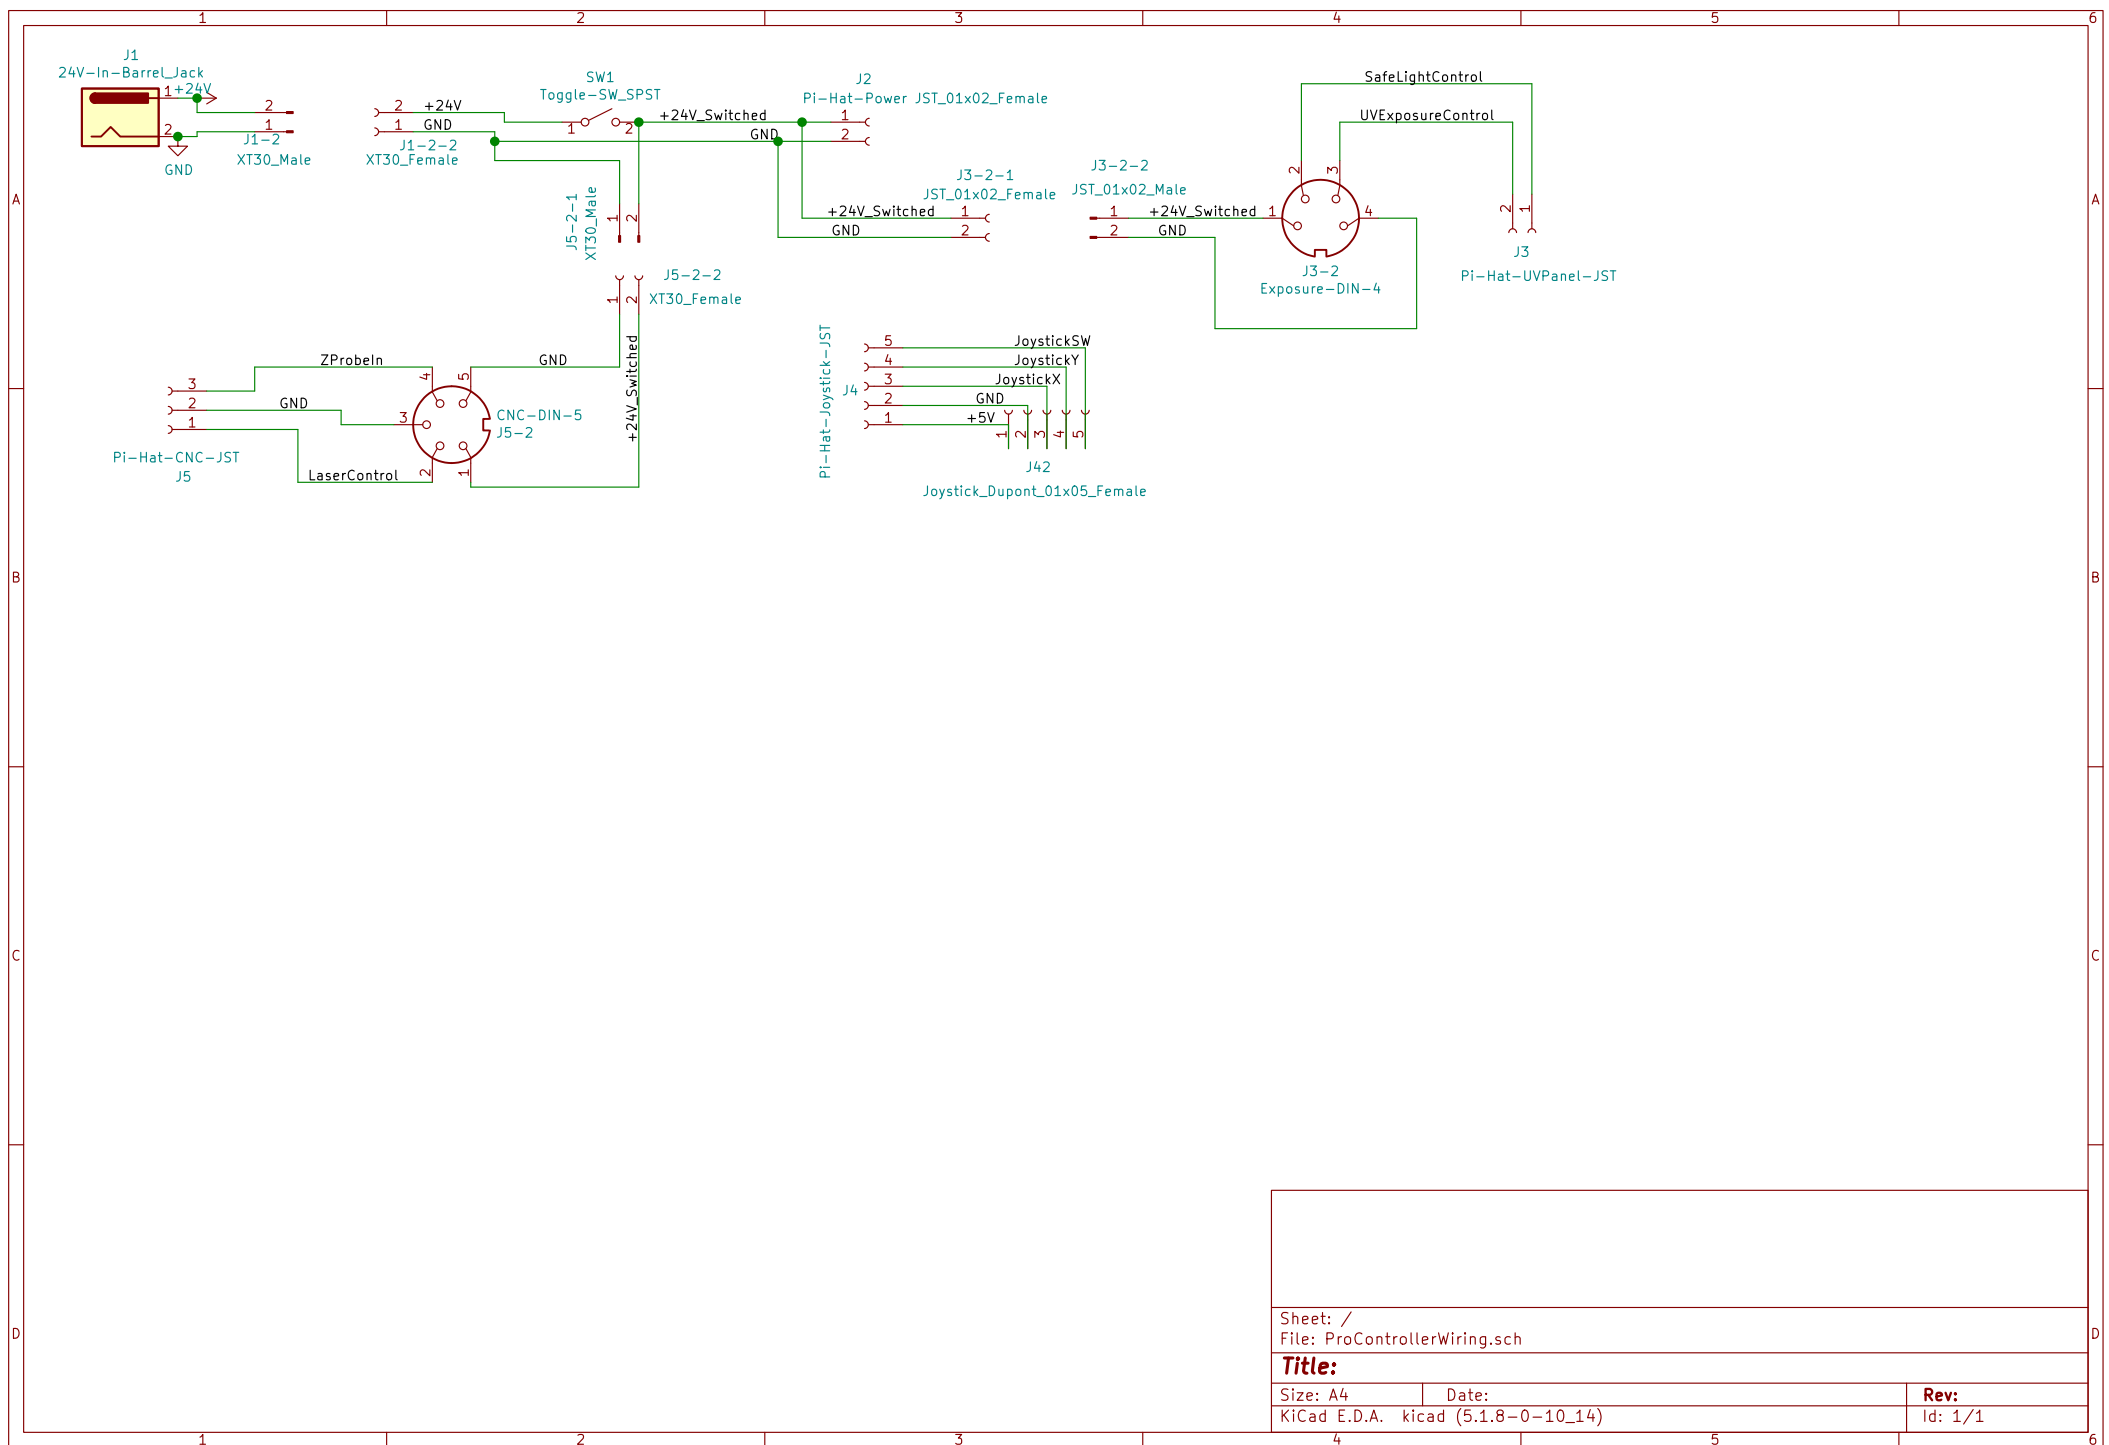 1 2 3 4 5 6
J1
24V-In-Barrel_Jack
+24V
1
2
GND
2
1
J1-2
XT30_Male
2
1
+24V
GND
J1-2-2
XT30_Female
SW1
Toggle-SW_SPST
1 2
+24V_Switched
GND
J2
Pi-Hat-Power JST_01x02_Female
1
2
J5-2-1
XT30_Male
1 2
J5-2-2
XT30_Female
1 2
+24V_Switched
J3-2-1
JST_01x02_Female
+24V_Switched 1
GND 2
J3-2-2
JST_01x02_Male
1 +24V_Switched
2 GND
SafeLightControl
UVExposureControl
2 3
1 4
J3-2
Exposure-DIN-4
2 1
J3
Pi-Hat-UVPanel-JST
A A
ZProbeIn
GND
3
2 GND
1
Pi-Hat-CNC-JST
J5
LaserControl
4 5
3
2 1
CNC-DIN-5
J5-2
Pi-Hat-Joystick-JST
J4
5 JoystickSW
4 JoystickY
3 JoystickX
2 GND
1 +5V
1 2 3 4 5
J42
Joystick_Dupont_01x05_Female
B B
C C
D D
Sheet: /
File: ProControllerWiring.sch
Title:
Size: A4 Date: Rev:
KiCad E.D.A. kicad (5.1.8-0-10_14) Id: 1/1
1 2 3 4 5 6